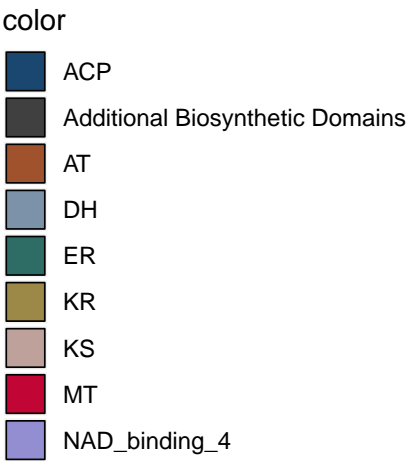 color
ACP
Additional Biosynthetic Domains
AT
DH
ER
KR
KS
MT
NAD_binding_4